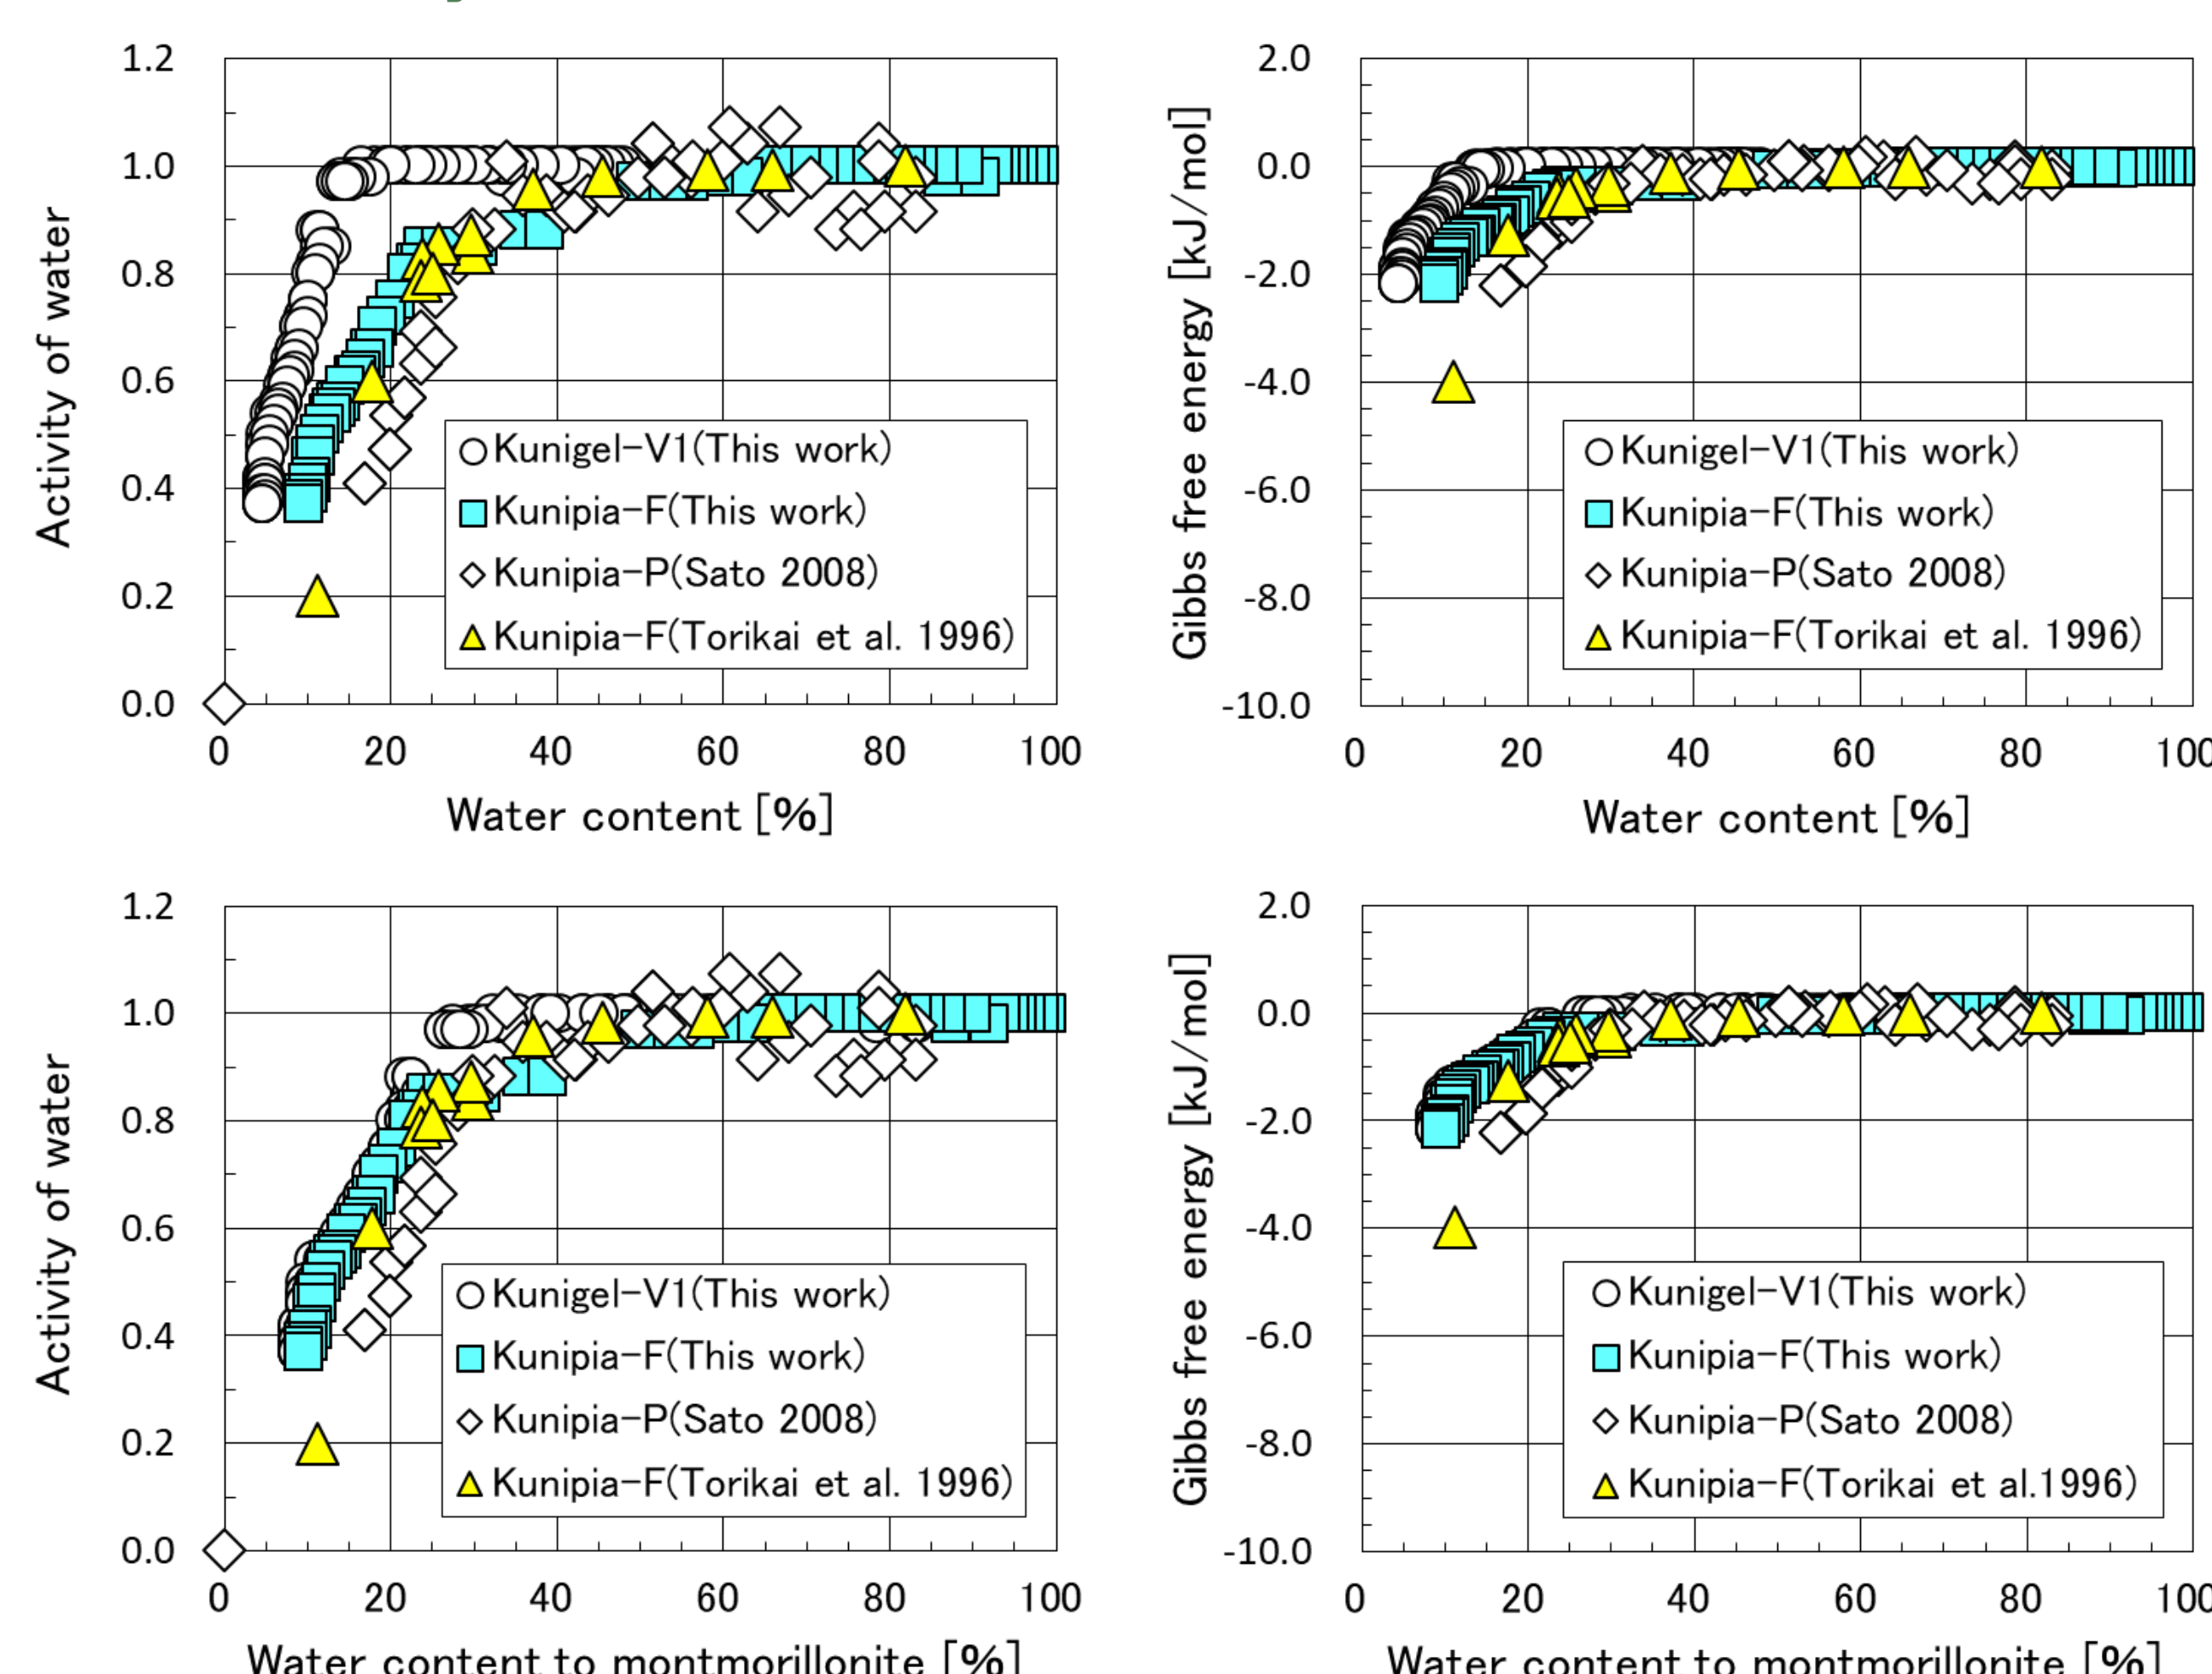 1.2
1.0
0.8
0.6
0.4
0.2
0.0
0 20 40 60 80 100
Activity of water
Water content [%]
Kunigel-V1(This work)
Kunipia-F(This work)
Kunipia-P(Sato 2008)
Kunipia-F(Torikai et al. 1996)
2.0
0.0
-2.0
-4.0
-6.0
-8.0
-10.0
0 20 40 60 80 100
Gibbs free energy [kJ/mol]
Water content [%]
Kunigel-V1(This work)
Kunipia-F(This work)
Kunipia-P(Sato 2008)
Kunipia-F(Torikai et al. 1996)
1.2
1.0
0.8
0.6
0.4
0.2
0.0
0 20 40 60 80 100
Activity of water
Water content to montmorillonite [%]
Kunigel-V1(This work)
Kunipia-F(This work)
Kunipia-P(Sato 2008)
Kunipia-F(Torikai et al. 1996)
2.0
0.0
-2.0
-4.0
-6.0
-8.0
-10.0
0 20 40 60 80 100
Gibbs free energy [kJ/mol]
Water content to montmorillonite [%]
Kunigel-V1(This work)
Kunipia-F(This work)
Kunipia-P(Sato 2008)
Kunipia-F(Torikai et al.1996)